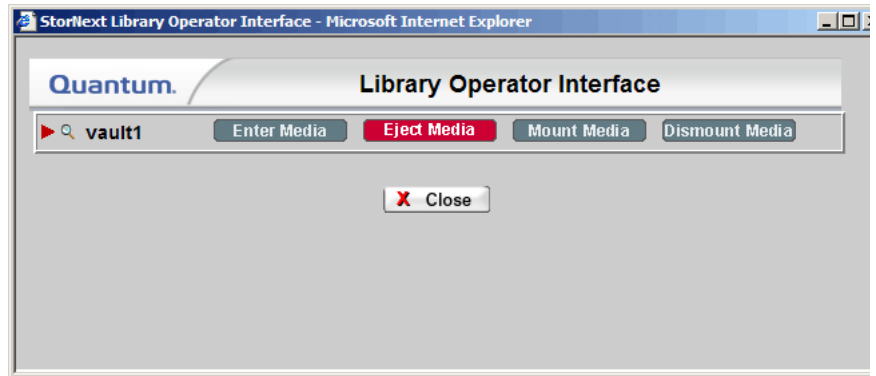 StorNext Library Operator Interface - Microsoft Internet Explorer
Quantum. Library Operator Interface
vault1 Enter Media Eject Media Mount Media Dismount Media
X Close